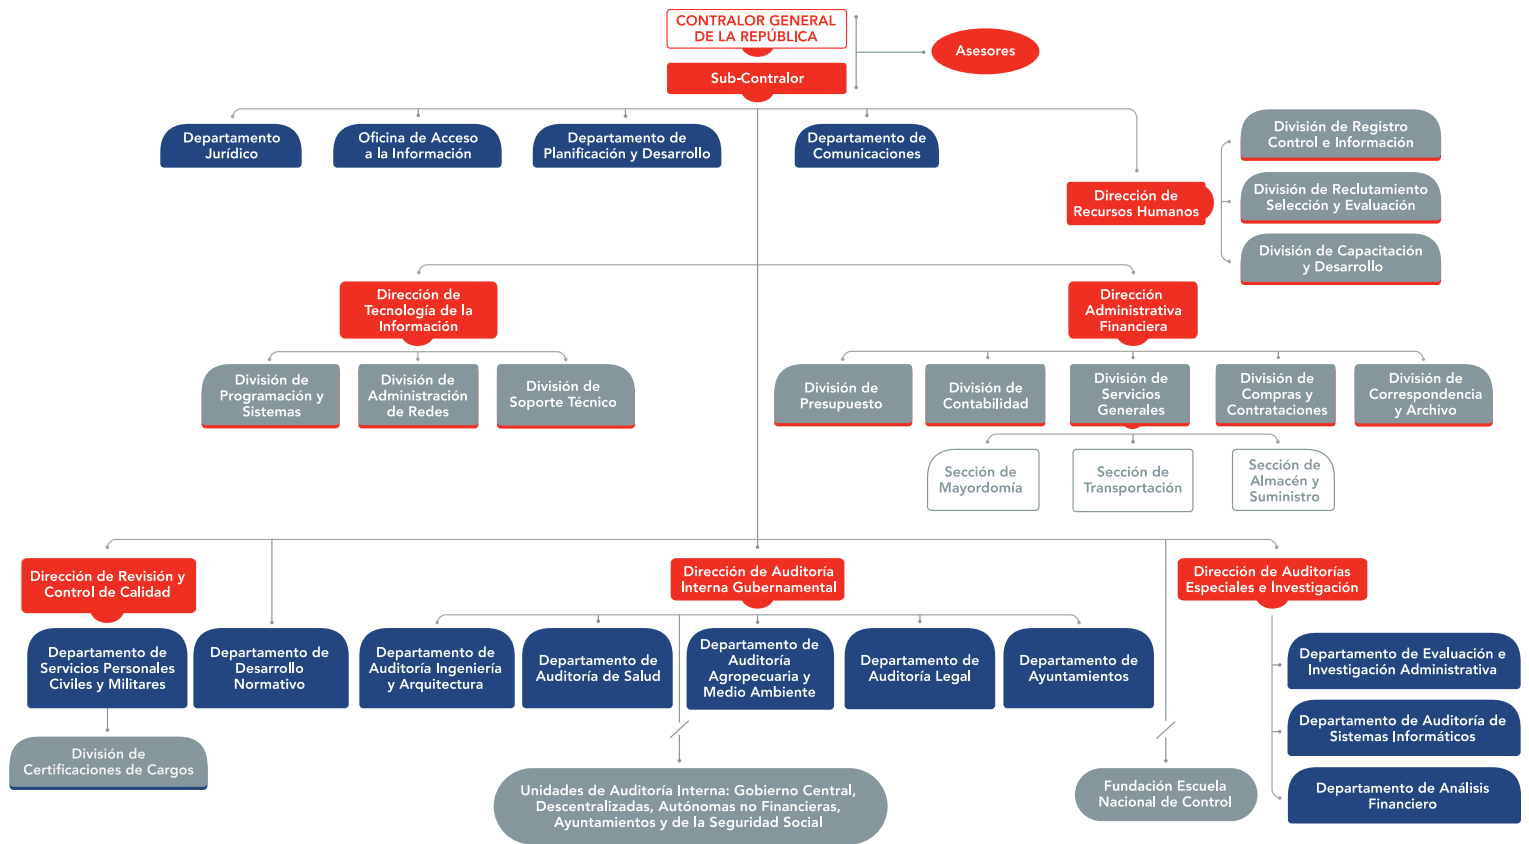 CONTRALOR GENERAL
DE LA REPÚBLICA
Asesores
Sub-Contralor
Departamento
Jurídico
Oficina de Acceso
a la Información
Departamento de
Planificación y Desarrollo
Departamento de
Comunicaciones
División de Registro
Control e Información
Dirección de
Recursos Humanos
División de Reclutamiento
Selección y Evaluación
División de Capacitación
y Desarrollo
Dirección de
Tecnología de la
Información
Dirección
Administrativa
Financiera
División de
Programación y
Sistemas
División de
Administración
de Redes
División de
Soporte Técnico
División de
Presupuesto
División de
Contabilidad
División de
Servicios
Generales
División de
Compras y
Contrataciones
División de
Correspondencia
y Archivo
Sección de
Mayordomía
Sección de
Transportación
Sección de
Almacén y
Suministro
Dirección de Revisión y
Control de Calidad
Dirección de Auditoría
Interna Gubernamental
Dirección de Auditorías
Especiales e Investigación
Departamento de
Servicios Personales
Civiles y Militares
Departamento de
Desarrollo
Normativo
Departamento de
Auditoría Ingeniería
y Arquitectura
Departamento de
Auditoría de Salud
Departamento de
Auditoría
Agropecuaria y
Medio Ambiente
Departamento de
Auditoría Legal
Departamento de
Ayuntamientos
Departamento de Evaluación e
Investigación Administrativa
Departamento de Auditoría de
Sistemas Informáticos
Departamento de Análisis
Financiero
División de
Certificaciones de Cargos
Unidades de Auditoría Interna: Gobierno Central,
Descentralizadas, Autónomas no Financieras,
Ayuntamientos y de la Seguridad Social
Fundación Escuela
Nacional de Control